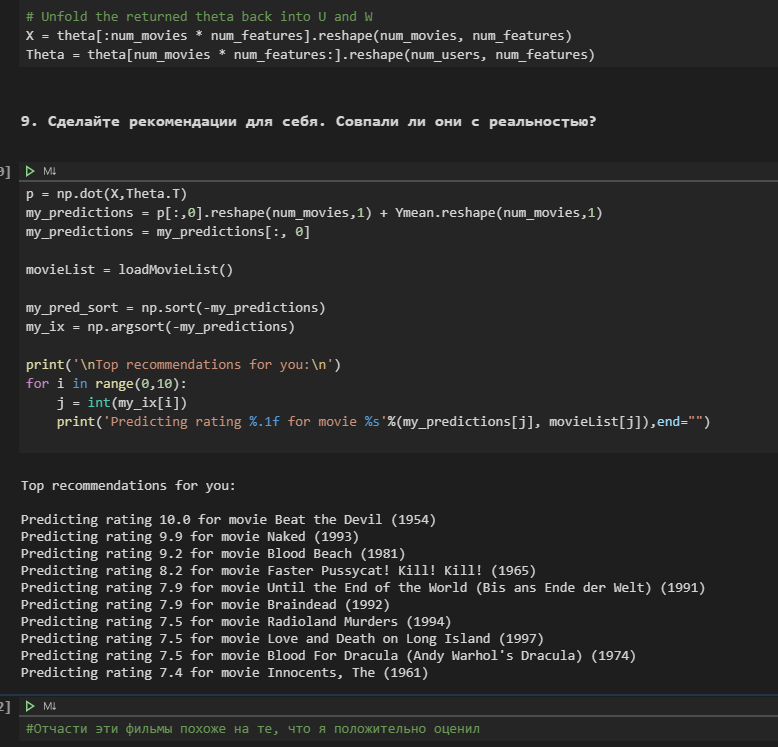 # Unfold the returned theta back into U and W
X = theta[:num_movies * num_features].reshape(num_movies, num_features)
Theta = theta[num_movies * num_features:].reshape(num_users, num_features)
9. Сделайте рекомендации для себя. Совпали ли они с реальностью?
0]
M↓
p = np.dot(X,Theta.T)
my_predictions = p[:,0].reshape(num_movies,1) + Ymean.reshape(num_movies,1)
my_predictions = my_predictions[:, 0]
movieList = loadMovieList()
my_pred_sort = np.sort(-my_predictions)
my_ix = np.argsort(-my_predictions)
print('\nTop recommendations for you:\n')
for i in range(0,10):
    j = int(my_ix[i])
    print('Predicting rating %.1f for movie %s'%(my_predictions[j], movieList[j]),end="")
Top recommendations for you:
Predicting rating 10.0 for movie Beat the Devil (1954)
Predicting rating 9.9 for movie Naked (1993)
Predicting rating 9.2 for movie Blood Beach (1981)
Predicting rating 8.2 for movie Faster Pussycat! Kill! Kill! (1965)
Predicting rating 7.9 for movie Until the End of the World (Bis ans Ende der Welt) (1991)
Predicting rating 7.9 for movie Braindead (1992)
Predicting rating 7.5 for movie Radioland Murders (1994)
Predicting rating 7.5 for movie Love and Death on Long Island (1997)
Predicting rating 7.5 for movie Blood For Dracula (Andy Warhol's Dracula) (1974)
Predicting rating 7.4 for movie Innocents, The (1961)
2]
M↓
#Отчасти эти фильмы похоже на те, что я положительно оценил